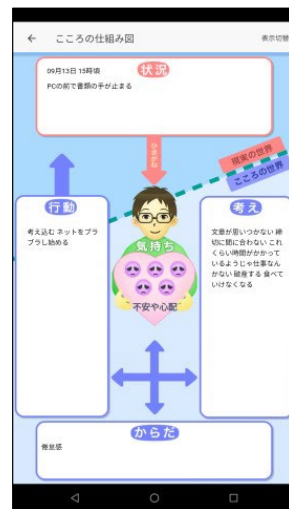 こころの仕組み図
表示切替
状況
09月13日 15時頃
PCの前で書類の手が止まる
現実の世界
こころの世界
行動
考え込む ネットをブラ
ブラし始める
気持ち
不安や心配
考え
文章が思いつかない 締
切に間に合わない これ
くらい時間がかかって
いるようじゃ仕事なん
かない 破産する 食べて
いけなくなる
からだ
倦怠感